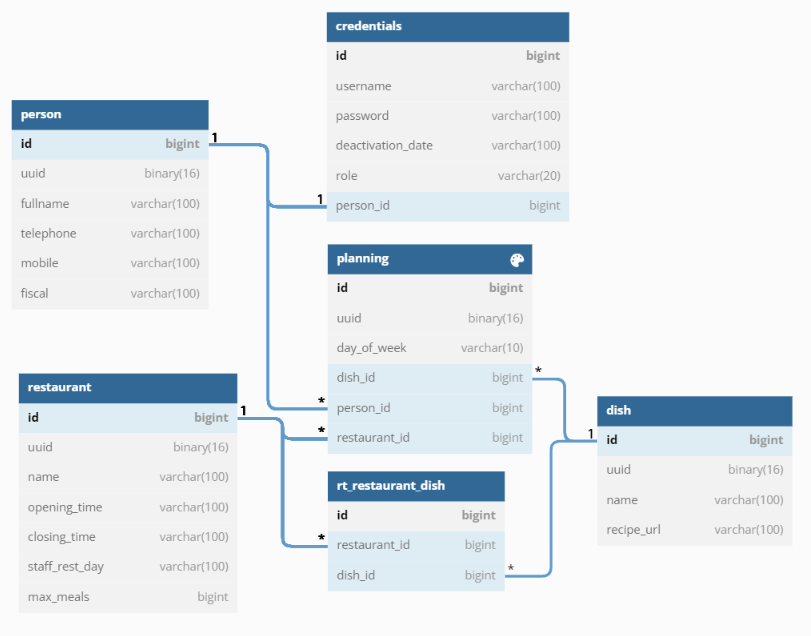 credentials
id bigint
username varchar(100)
password varchar(100)
deactivation_date varchar(100)
role varchar(20)
person_id bigint
person
id bigint
uuid binary(16)
fullname varchar(100)
telephone varchar(100)
mobile varchar(100)
fiscal varchar(100)
1
1
*
planning
id bigint
uuid binary(16)
day_of_week varchar(10)
dish_id bigint
person_id bigint
restaurant_id bigint
*
restaurant
id bigint
uuid binary(16)
name varchar(100)
opening_time varchar(100)
closing_time varchar(100)
staff_rest_day varchar(100)
max_meals bigint
1
*
*
rt_restaurant_dish
id bigint
restaurant_id bigint
dish_id bigint
*
1
dish
id bigint
uuid binary(16)
name varchar(100)
recipe_url varchar(100)